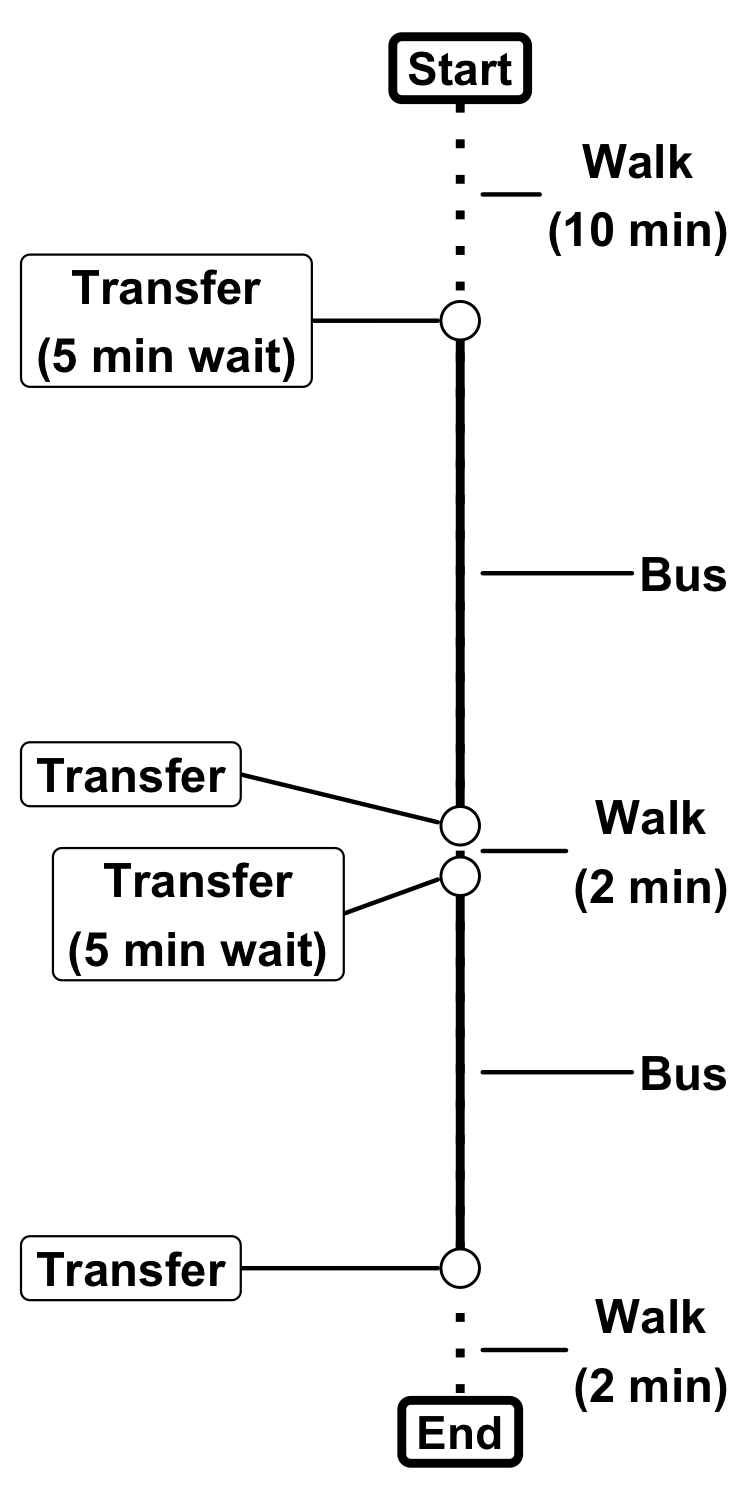 Start
Walk
(10 min)
Transfer
(5 min wait)
Bus
Transfer
Walk
(2 min)
Transfer
(5 min wait)
Bus
Transfer
Walk
(2 min)
End